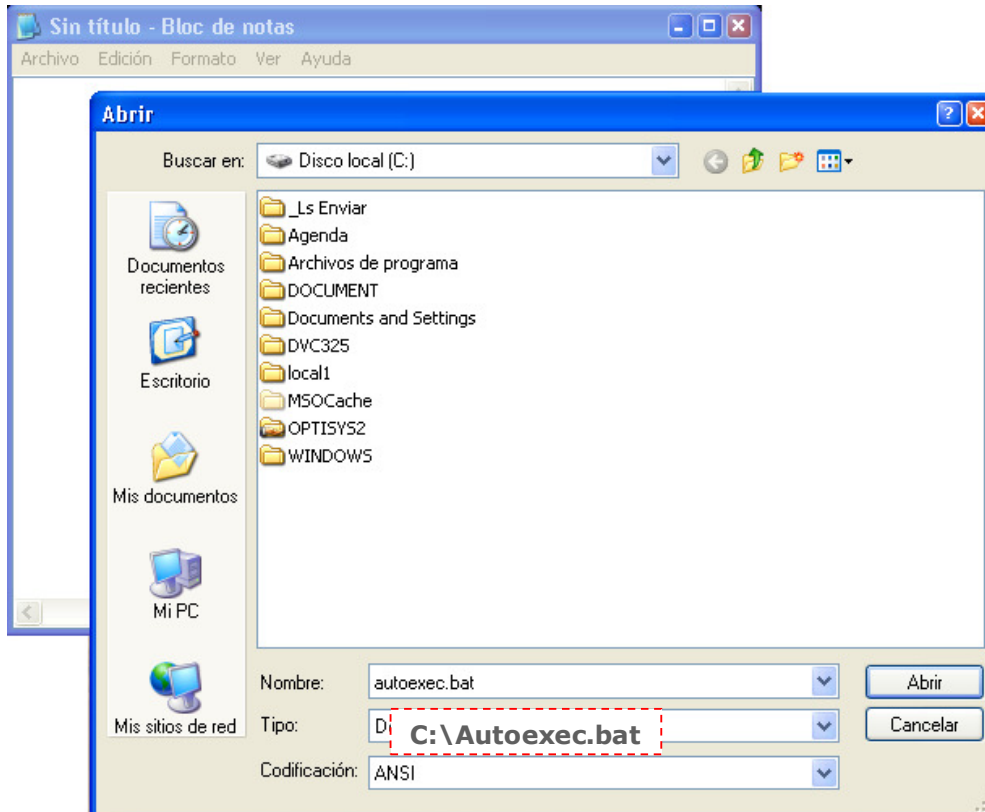 Sin título - Bloc de notas
Archivo Edición Formato Ver Ayuda
Abrir
Buscar en: Disco local (C:)
_Ls Enviar
Agenda
Archivos de programa
DOCUMENT
Documents and Settings
DVC325
local1
MSOCache
OPTISYS2
WINDOWS
Documentos
recientes
Escritorio
Mis documentos
Mi PC
Mis sitios de red
Nombre: autoexec.bat Abrir
Tipo: Cancelar
C:\Autoexec.bat
Codificación: ANSI